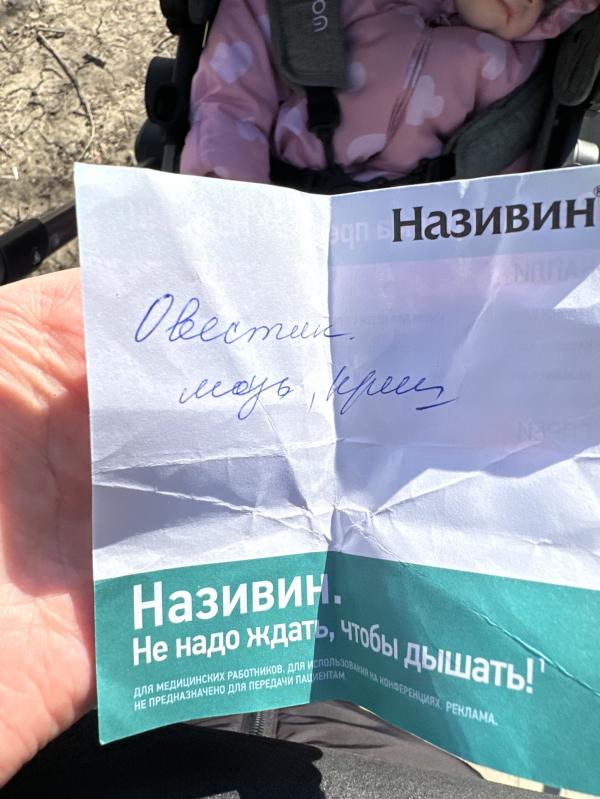 Називин®
Овестин.
мазь, крем
Називин.
Не надо ждать, чтобы дышать!¹
ДЛЯ МЕДИЦИНСКИХ РАБОТНИКОВ. ДЛЯ ИСПОЛЬЗОВАНИЯ НА КОНФЕРЕНЦИЯХ. РЕКЛАМА.
НЕ ПРЕДНАЗНАЧЕНО ДЛЯ ПЕРЕДАЧИ ПАЦИЕНТАМ.